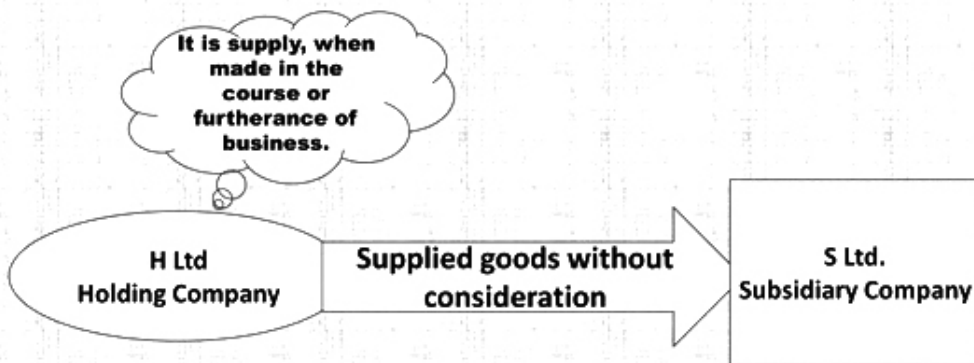 It is supply, when
made in the
course or
furtherance of
business.
H Ltd
Holding Company
Supplied goods without
consideration
S Ltd.
Subsidiary Company